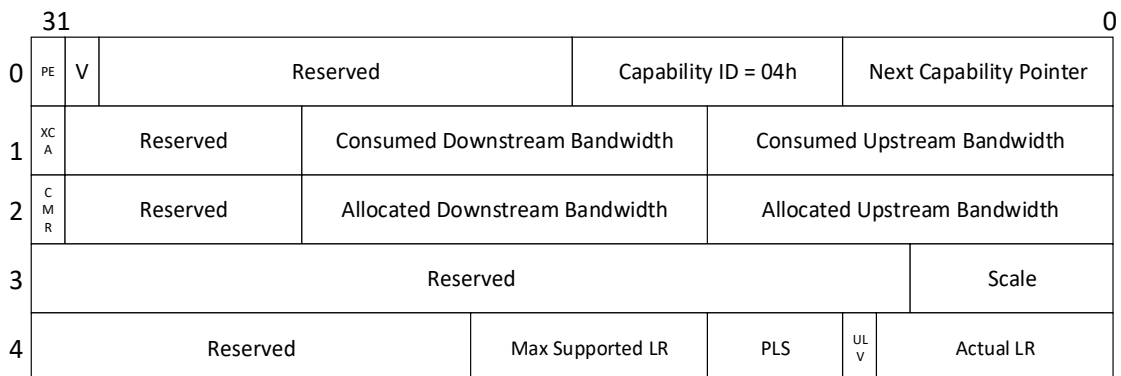 31 0
0 PE V Reserved Capability ID = 04h Next Capability Pointer
1 XC
A Reserved Consumed Downstream Bandwidth Consumed Upstream Bandwidth
2 C
M
R Reserved Allocated Downstream Bandwidth Allocated Upstream Bandwidth
3 Reserved Scale
4 Reserved Max Supported LR PLS UL
V Actual LR